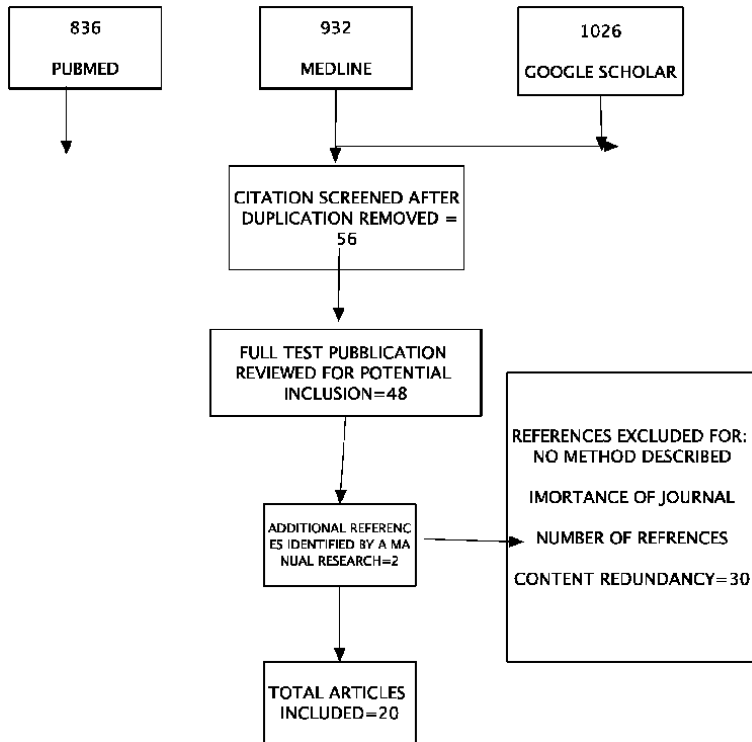 836
PUBMED
932
MEDLINE
1026
GOOGLE SCHOLAR
CITATION SCREENED AFTER
DUPLICATION REMOVED =
56
FULL TEST PUBBLICATION
REVIEWED FOR POTENTIAL
INCLUSION=48
REFERENCES EXCLUDED FOR:
NO METHOD DESCRIBED
IMORTANCE OF JOURNAL
NUMBER OF REFRENCES
CONTENT REDUNDANCY=30
ADDITIONAL REFERENC
ES IDENTIFIED BY A MA
NUAL RESEARCH=2
TOTAL ARTICLES
INCLUDED=20